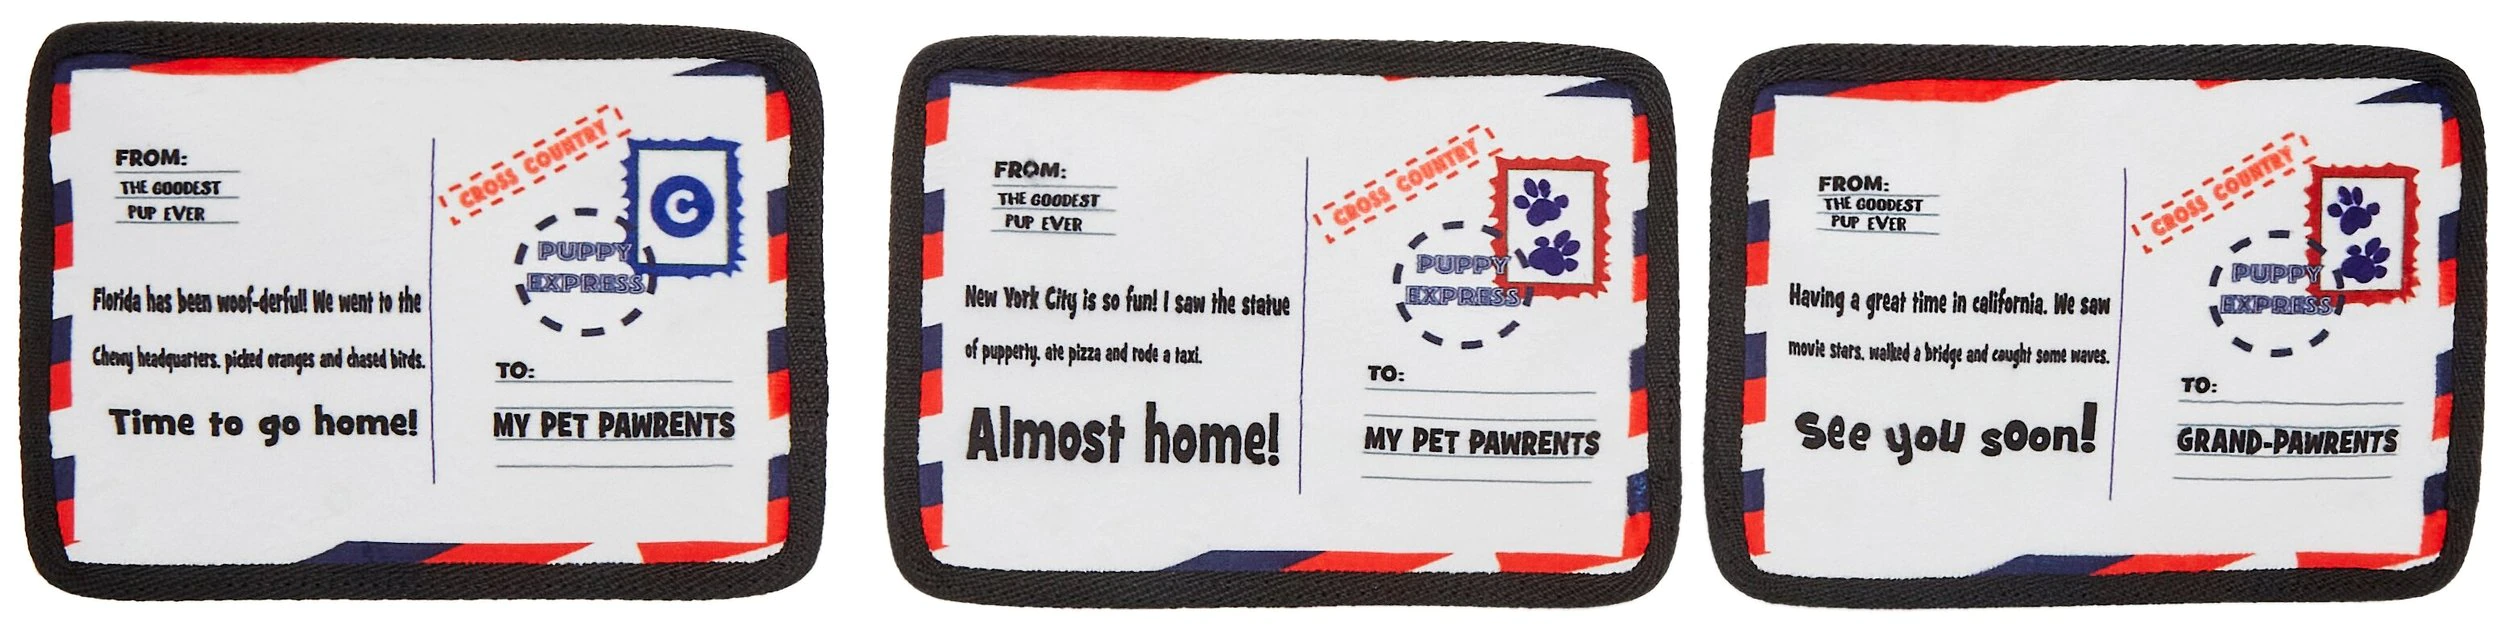 FROM:
THE GOODEST
PUP EVER
CROSS COUNTRY
C
PUPPY
EXPRESS
Florida has been woof-derful! We went to the
Chewy headquarters, picked oranges and chased birds.
Time to go home!
TO:
MY PET PAWRENTS
FROM:
THE GOODEST
PUP EVER
CROSS COUNTRY
PUPPY
EXPRESS
New York City is so fun! I saw the statue
of pupperty, ate pizza and rode a taxi.
Almost home!
TO:
MY PET PAWRENTS
FROM:
THE GOODEST
PUP EVER
CROSS COUNTRY
PUPPY
EXPRESS
Having a great time in california. We saw
movie stars, walked a bridge and caught some waves.
See you soon!
TO:
GRAND-PAWRENTS